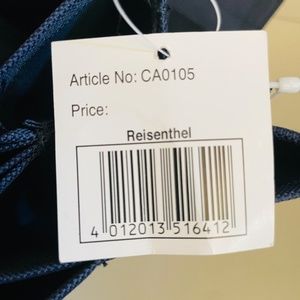 Article No: CA0105
Price:
Reisenthel
4 012013 516412